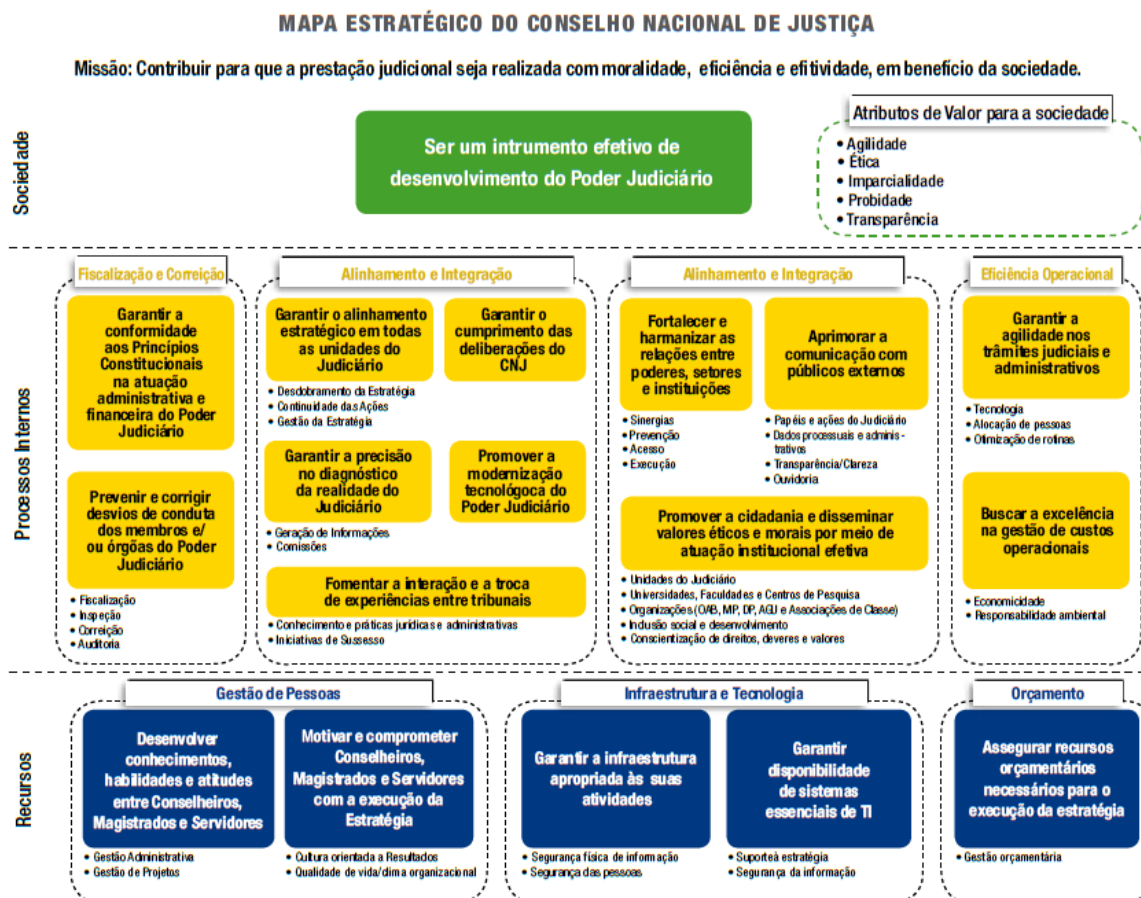 MAPA ESTRATÉGICO DO CONSELHO NACIONAL DE JUSTIÇA
Missão: Contribuir para que a prestação judicional seja realizada com moralidade, eficiência e efitividade, em benefício da sociedade.
Sociedade
Ser um intrumento efetivo de
desenvolvimento do Poder Judiciário
Atributos de Valor para a sociedade
• Agilidade
• Ética
• Imparcialidade
• Probidade
• Transparência
Processos Internos
Fiscalização e Correição
Garantir a
conformidade
aos Princípios
Constitucionais
na atuação
administrativa e
financeira do Poder
Judiciário
Prevenir e corrigir
desvios de conduta
dos membros e/
ou órgõas do Poder
Judiciário
• Fiscalização
• Inspeção
• Correição
• Auditoria
Alinhamento e Integração
Garantir o alinhamento
estratégico em todas
as unidades do
Judiciário
• Desdobramento da Estratégia
• Continuidade das Ações
• Gestão da Estratégia
Garantir o
cumprimento das
deliberações do
CNJ
Garantir a precisão
no diagnóstico
da realidade do
Judiciário
• Geração de Informações
• Comissões
Promover a
modernização
tecnológoca do
Poder Judiciário
Fomentar a interação e a troca
de experiências entre tribunais
• Conhecimento e práticas jurídicas e administrativas
• Iniciativas de Sussesso
Alinhamento e Integração
Fortalecer e
harmanizar as
relações entre
poderes, setores
e instituições
• Sinergias
• Prevenção
• Acesso
• Execução
Aprimorar a
comunicação com
públicos externos
• Papéis e ações do Judiciário
• Dados processuais e adminis-
trativos
• Transparência/Clareza
• Ouvidoria
Promover a cidadania e disseminar
valores éticos e morais por meio de
atuação institucional efetiva
• Unidades do Judiciário
• Universidades, Faculdades e Centros de Pesquisa
• Organizações (OAB, MP, DP, AGU e Associações de Classe)
• Inclusão social e desenvolvimento
• Conscientização de direitos, deveres e valores
Eficiência Operacional
Garantir a
agilidade nos
trâmites judiciais e
administrativos
• Tecnologia
• Alocação de pessoas
• Otimização de rotinas
Buscar a excelência
na gestão de custos
operacionais
• Economicidade
• Responsabilidade ambiental
Recursos
Gestão de Pessoas
Desenvolver
conhecimentos,
habilidades e atitudes
entre Conselheiros,
Magistrados e Servidores
• Gestão Administrativa
• Gestão de Projetos
Motivar e comprometer
Conselheiros,
Magistrados e Servidores
com a execução da
Estratégia
• Cultura orientada a Resultados
• Qualidade de vida/clima organizacional
Infraestrutura e Tecnologia
Garantir a infraestrutura
apropriada às suas
atividades
• Segurança física de informação
• Segurança das pessoas
Garantir
disponibilidade
de sistemas
essenciais de TI
• Suporteà estratégia
• Segurança da informação
Orçamento
Assegurar recursos
orçamentários
necessários para o
execução da estratégia
• Gestão orçamentária